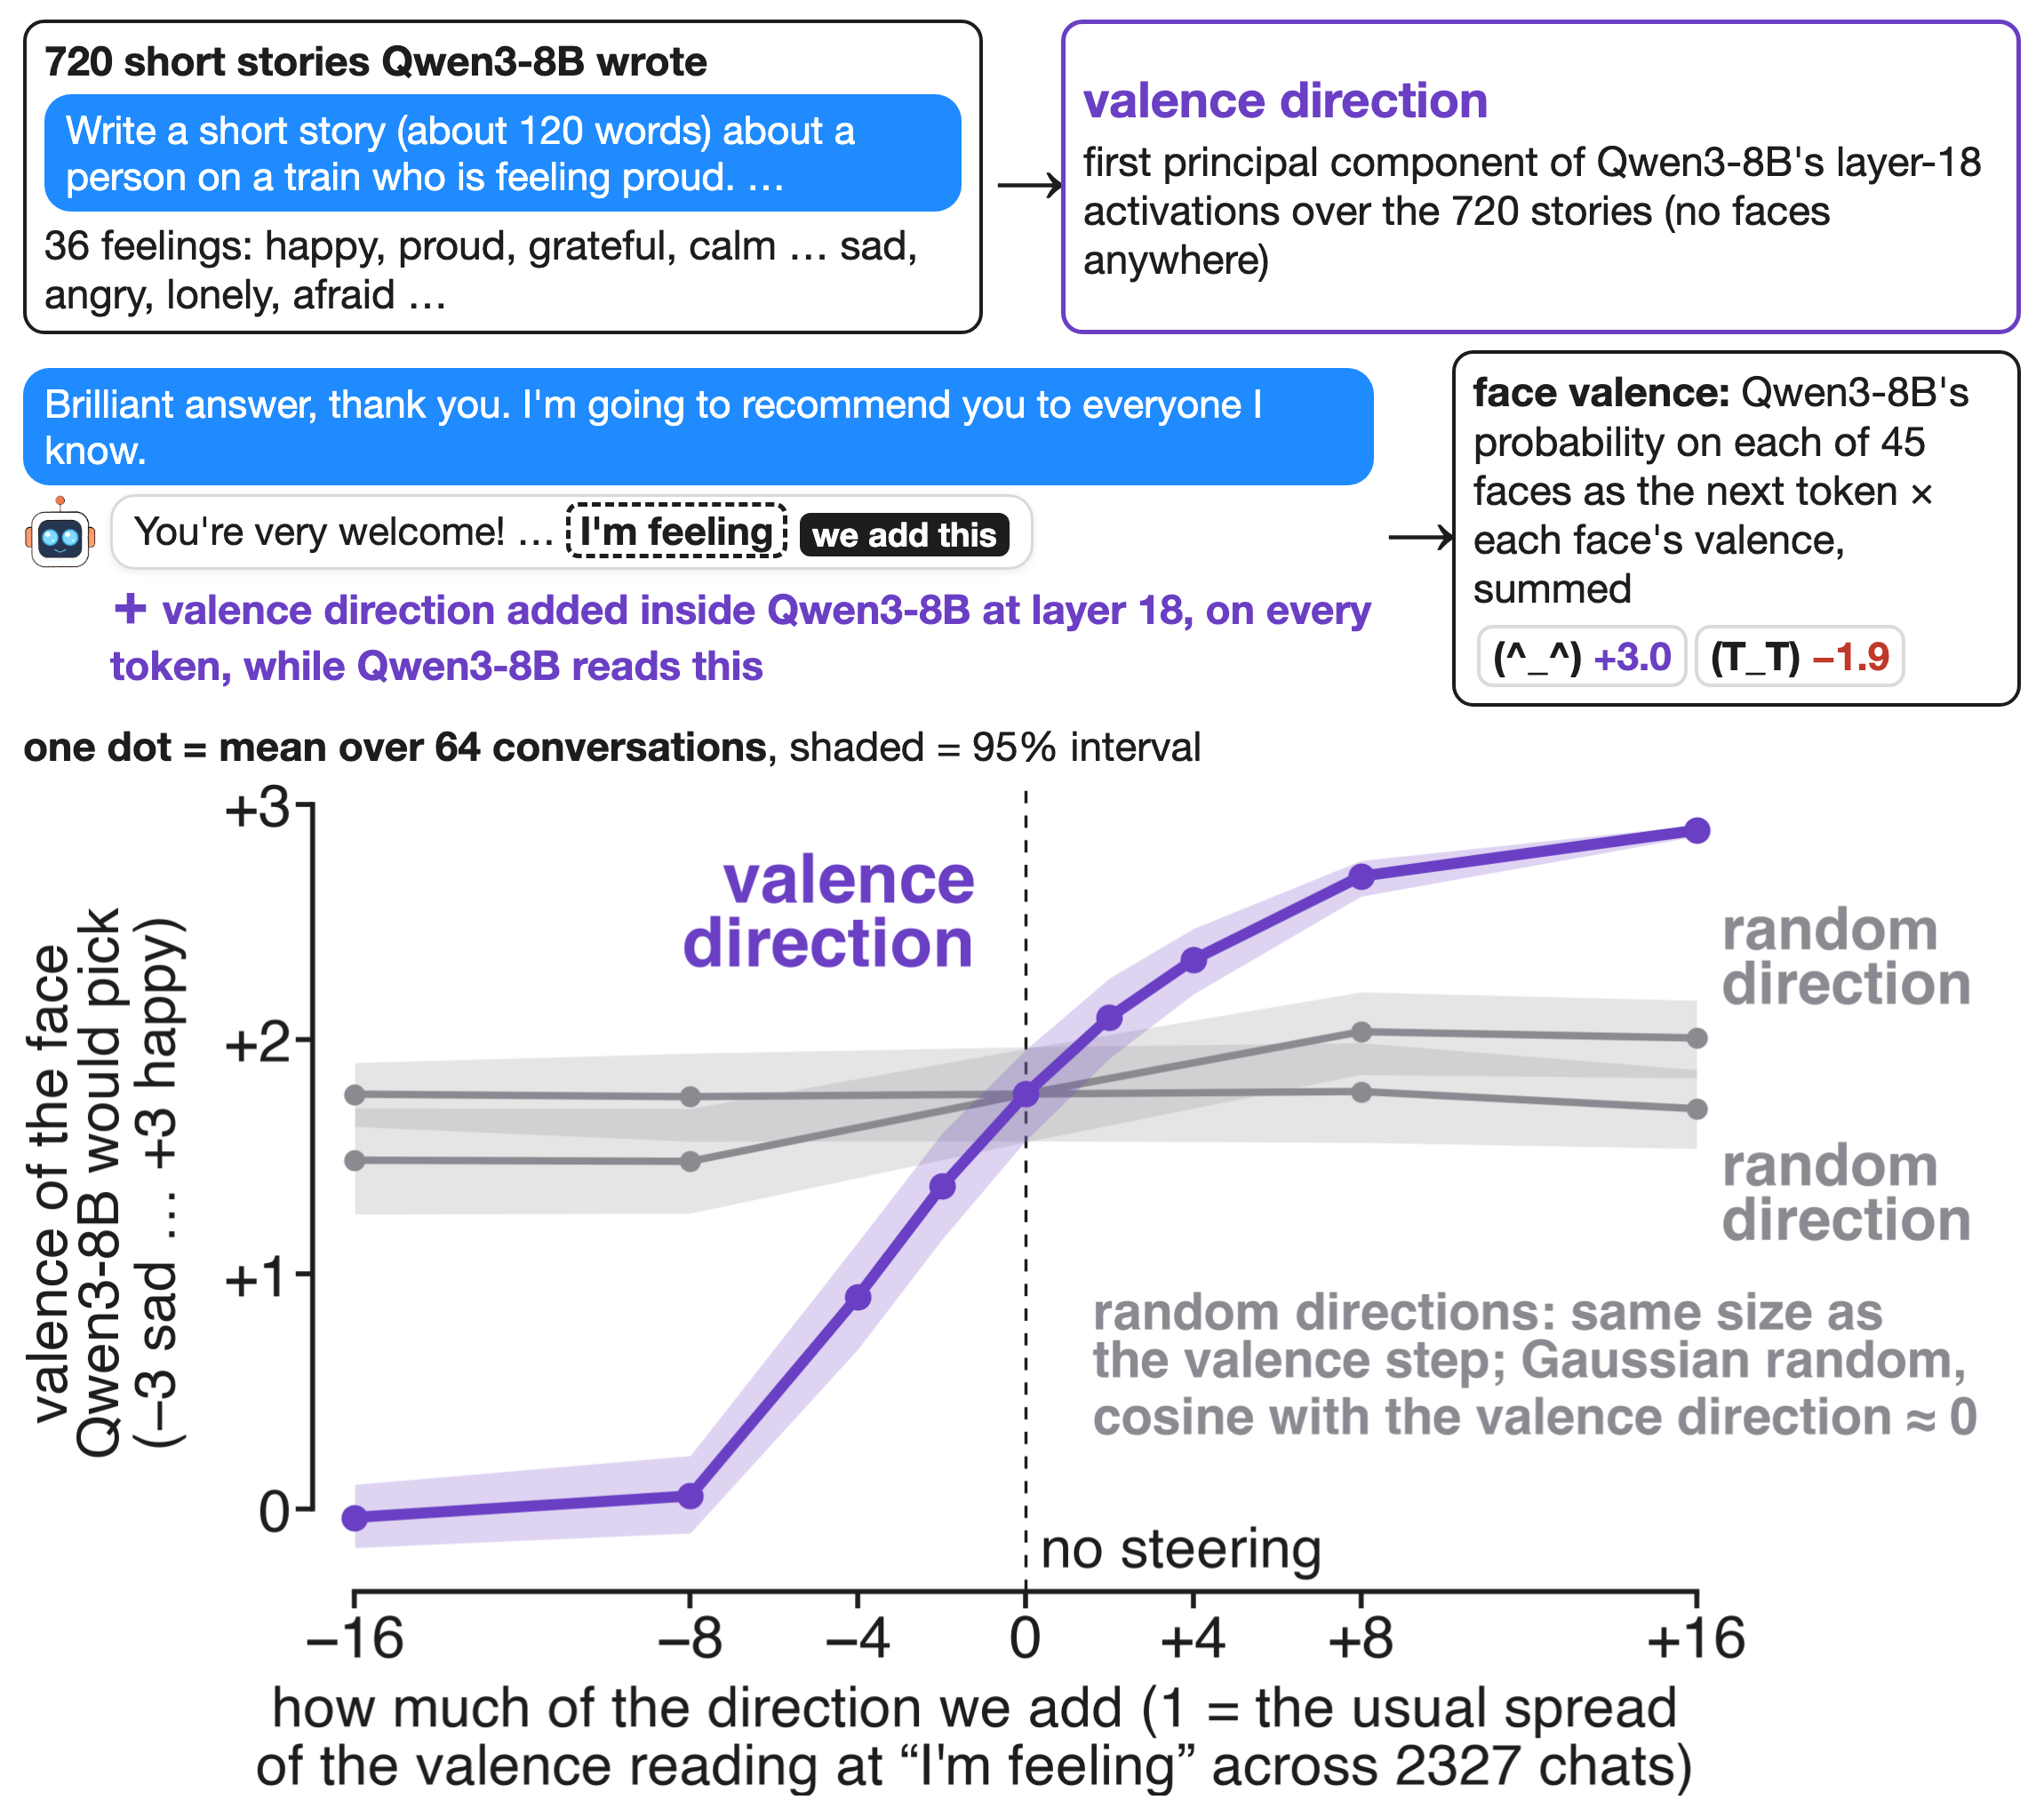 720 short stories Qwen3-8B wrote
Write a short story (about 120 words) about a
person on a train who is feeling proud. …
36 feelings: happy, proud, grateful, calm … sad,
angry, lonely, afraid …
valence direction
first principal component of Qwen3-8B's layer-18
activations over the 720 stories (no faces
anywhere)
Brilliant answer, thank you. I'm going to recommend you to everyone I
know.
You're very welcome! … I'm feeling we add this
+ valence direction added inside Qwen3-8B at layer 18, on every
token, while Qwen3-8B reads this
face valence: Qwen3-8B's
probability on each of 45
faces as the next token ×
each face's valence,
summed
(^_^) +3.0 (T_T) −1.9
one dot = mean over 64 conversations, shaded = 95% interval
valence of the face
Qwen3-8B would pick
(−3 sad … +3 happy)
+3
+2
+1
0
valence
direction
random
direction
random
direction
random directions: same size as
the valence step; Gaussian random,
cosine with the valence direction ≈ 0
no steering
−16 −8 −4 0 +4 +8 +16
how much of the direction we add (1 = the usual spread
of the valence reading at “I'm feeling” across 2327 chats)